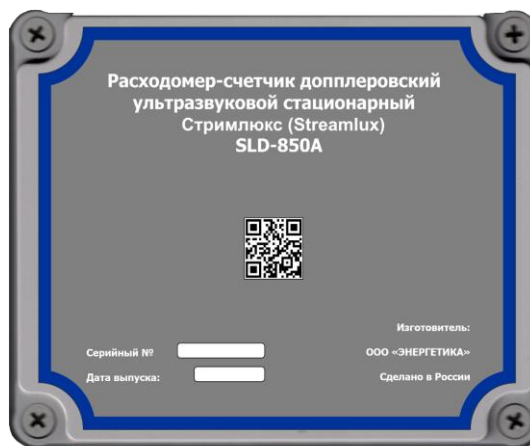 Расходомер-счетчик допплеровский
ультразвуковой стационарный
Стримлюкс (Streamlux)
SLD-850A
Изготовитель:
Серийный № ООО «ЭНЕРГЕТИКА»
Дата выпуска: Сделано в России